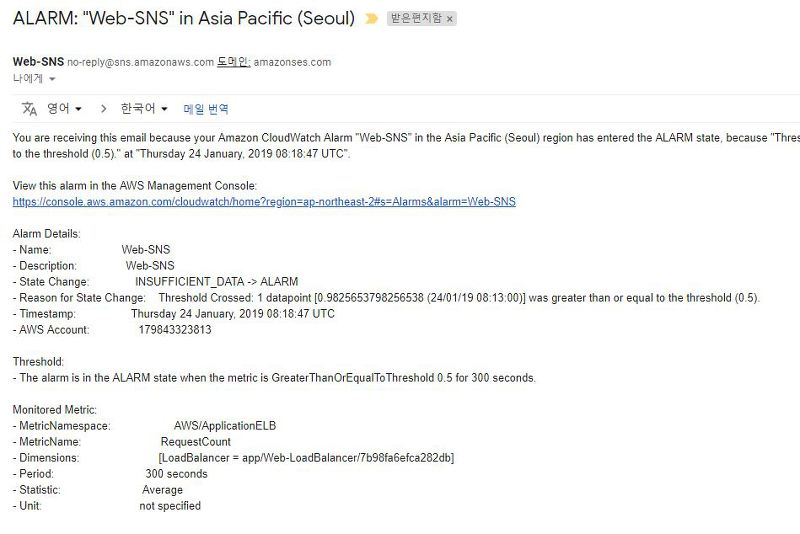 ALARM: "Web-SNS" in Asia Pacific (Seoul) 받은편지함 x
Web-SNS no-reply@sns.amazonaws.com 도메인: amazonses.com
나에게
영어 > 한국어 메일 번역
You are receiving this email because your Amazon CloudWatch Alarm "Web-SNS" in the Asia Pacific (Seoul) region has entered the ALARM state, because "Thres
to the threshold (0.5)." at "Thursday 24 January, 2019 08:18:47 UTC".
View this alarm in the AWS Management Console:
https://console.aws.amazon.com/cloudwatch/home?region=ap-northeast-2#s=Alarms&alarm=Web-SNS
Alarm Details:
- Name: Web-SNS
- Description: Web-SNS
- State Change: INSUFFICIENT_DATA -> ALARM
- Reason for State Change: Threshold Crossed: 1 datapoint [0.9825653798256538 (24/01/19 08:13:00)] was greater than or equal to the threshold (0.5).
- Timestamp: Thursday 24 January, 2019 08:18:47 UTC
- AWS Account: 179843323813
Threshold:
- The alarm is in the ALARM state when the metric is GreaterThanOrEqualToThreshold 0.5 for 300 seconds.
Monitored Metric:
- MetricNamespace: AWS/ApplicationELB
- MetricName: RequestCount
- Dimensions: [LoadBalancer = app/Web-LoadBalancer/7b98fa6efca282db]
- Period: 300 seconds
- Statistic: Average
- Unit: not specified